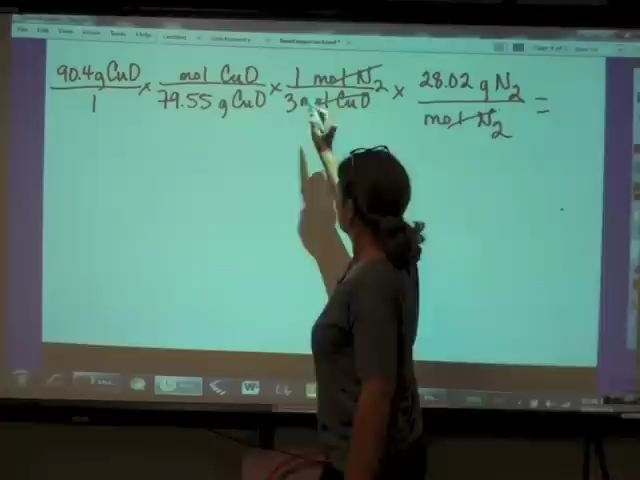 90.4 g CuO × mol CuO × 1 mol N2 × 28.02 g N2 =
1 79.55 g CuO 3 mol CuO mol N2